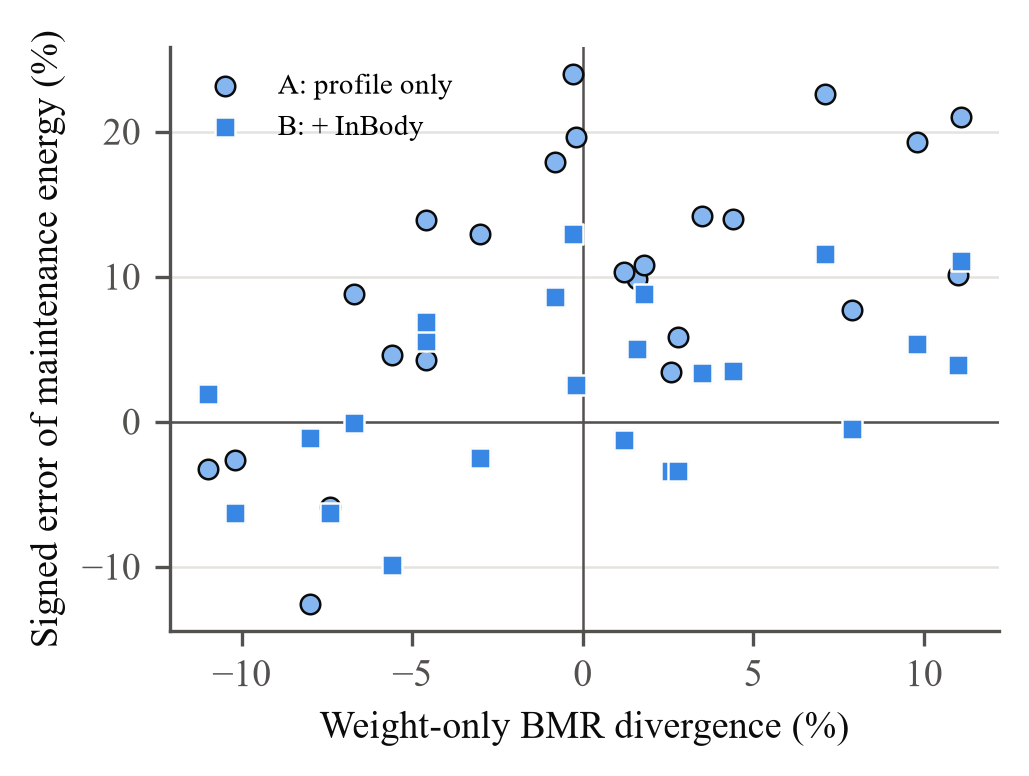 Signed error of maintenance energy (%)
A: profile only
B: + InBody
20
10
0
−10
−10
−5
0
5
10
Weight-only BMR divergence (%)